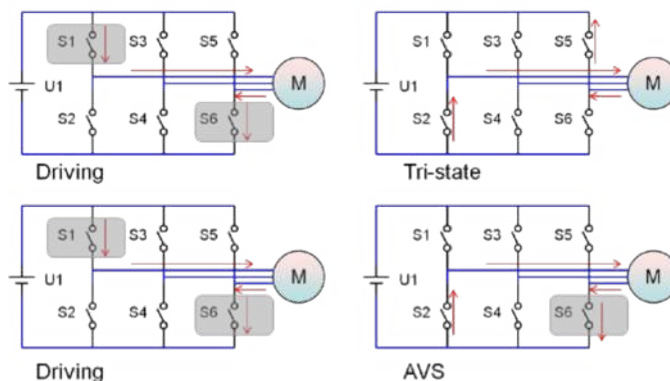 S1 S3 S5
U1 M
S2 S4 S6
Driving
S1 S3 S5
U1 M
S2 S4 S6
Tri-state
S1 S3 S5
U1 M
S2 S4 S6
Driving
S1 S3 S5
U1 M
S2 S4 S6
AVS